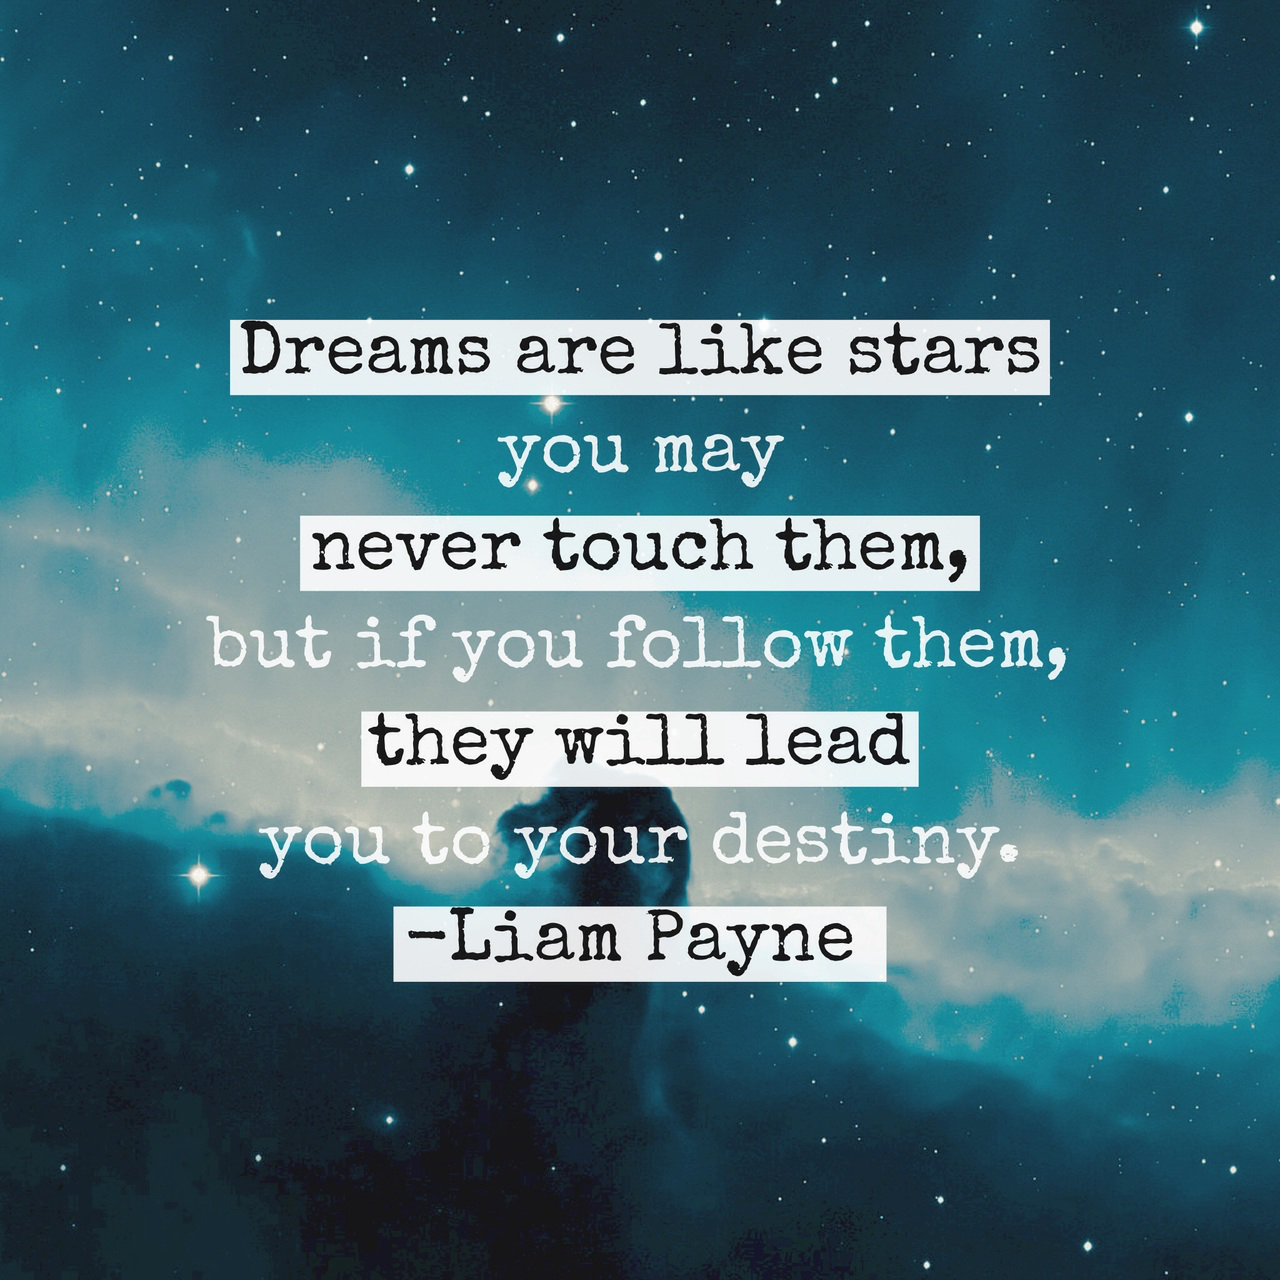 Dreams are like stars
you may
never touch them,
but if you follow them,
they will lead
you to your destiny.
-Liam Payne